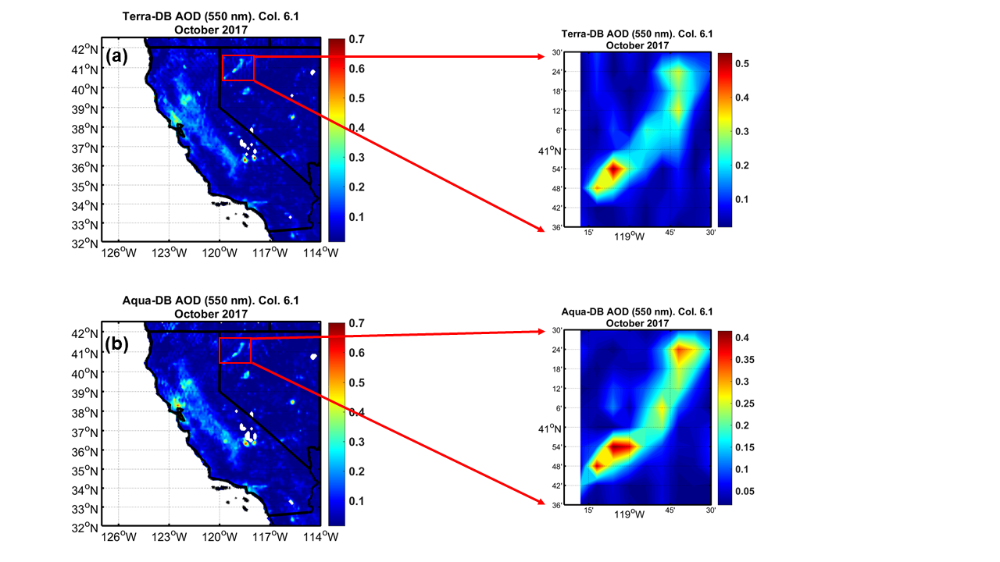 Terra-DB AOD (550 nm). Col. 6.1
October 2017
(a)
42°N
41°N
40°N
39°N
38°N
37°N
36°N
35°N
34°N
33°N
32°N
126°W 123°W 120°W 117°W 114°W
0.7
0.6
0.5
0.4
0.3
0.2
0.1
Terra-DB AOD (550 nm). Col. 6.1
October 2017
30'
24'
18'
12'
6'
41°N
54'
48'
42'
36'
15' 119°W 45' 30'
0.5
0.4
0.3
0.2
0.1
Aqua-DB AOD (550 nm). Col. 6.1
October 2017
(b)
42°N
41°N
40°N
39°N
38°N
37°N
36°N
35°N
34°N
33°N
32°N
126°W 123°W 120°W 117°W 114°W
0.7
0.6
0.5
0.4
0.3
0.2
0.1
Aqua-DB AOD (550 nm). Col. 6.1
October 2017
30'
24'
18'
12'
6'
41°N
54'
48'
42'
36'
15' 119°W 45' 30'
0.4
0.35
0.3
0.25
0.2
0.15
0.1
0.05